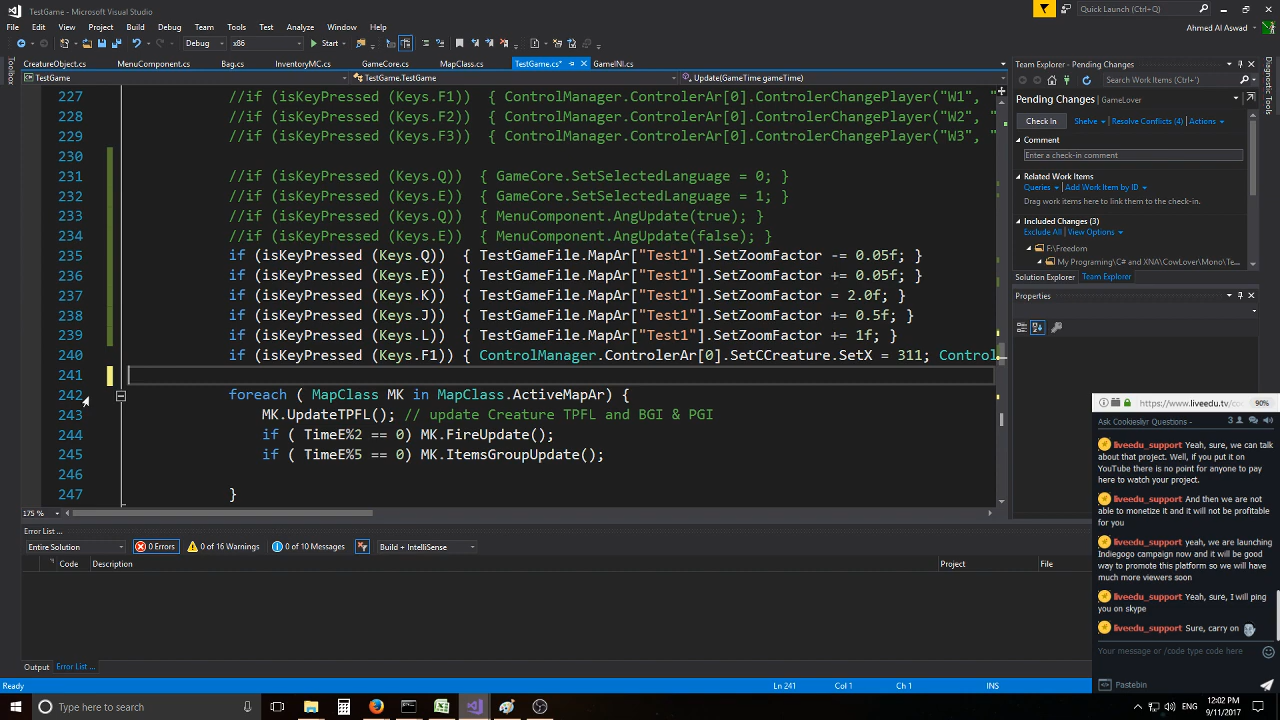 TestGame - Microsoft Visual Studio
Quick Launch (Ctrl+Q)
File Edit View Project Build Debug Team Tools Test Analyze Window Help
Ahmed Al Aswad
Debug x86 Start
CreatureObject.cs MenuComponent.cs Bag.cs InventoryMC.cs GameCore.cs MapClass.cs TestGame.cs* GameINI.cs
TestGame TestGame.TestGame Update(GameTime gameTime)
Toolbox
Diagnostic Tools
227 //if (isKeyPressed (Keys.F1)) { ControlManager.ControlerAr[0].ControlerChangePlayer("W1", "
228 //if (isKeyPressed (Keys.F2)) { ControlManager.ControlerAr[0].ControlerChangePlayer("W2", "
229 //if (isKeyPressed (Keys.F3)) { ControlManager.ControlerAr[0].ControlerChangePlayer("W3", "
230
231 //if (isKeyPressed (Keys.Q)) { GameCore.SetSelectedLanguage = 0; }
232 //if (isKeyPressed (Keys.E)) { GameCore.SetSelectedLanguage = 1; }
233 //if (isKeyPressed (Keys.Q)) { MenuComponent.AngUpdate(true); }
234 //if (isKeyPressed (Keys.E)) { MenuComponent.AngUpdate(false); }
235 if (isKeyPressed (Keys.Q)) { TestGameFile.MapAr["Test1"].SetZoomFactor -= 0.05f; }
236 if (isKeyPressed (Keys.E)) { TestGameFile.MapAr["Test1"].SetZoomFactor += 0.05f; }
237 if (isKeyPressed (Keys.K)) { TestGameFile.MapAr["Test1"].SetZoomFactor = 2.0f; }
238 if (isKeyPressed (Keys.J)) { TestGameFile.MapAr["Test1"].SetZoomFactor += 0.5f; }
239 if (isKeyPressed (Keys.L)) { TestGameFile.MapAr["Test1"].SetZoomFactor += 1f; }
240 if (isKeyPressed (Keys.F1)) { ControlManager.ControlerAr[0].SetCCreature.SetX = 311; Control
241
242 foreach ( MapClass MK in MapClass.ActiveMapAr) {
243 MK.UpdateTPFL(); // update Creature TPFL and BGI & PGI
244 if ( TimeE%2 == 0) MK.FireUpdate();
245 if ( TimeE%5 == 0) MK.ItemsGroupUpdate();
246
247 }
175 %
Error List ...
Entire Solution 0 Errors 0 of 16 Warnings 0 of 10 Messages Build + IntelliSense
Code Description Project File
Output Error List ...
Ready Ln 241 Col 1 Ch 1 INS
Team Explorer - Pending Changes
Search Work Items (Ctrl+')
Pending Changes | GameLover
Check In Shelve Resolve Conflicts (4) Actions
Comment
Enter a check-in comment
Related Work Items
Queries Add Work Item by ID
Drag work items here to link them to the check-in.
Included Changes (3)
Exclude All View Options
F:\Freedom
My Programing\C# and XNA\CowLover\Mono\Te...
Solution Explorer Team Explorer
Properties
https://www.liveedu.tv/coo 90%
Ask Cookieslyr Questions - 3
liveedu_support Yeah, sure, we can talk
about that project. Well, if you put it on
YouTube there is no point for anyone to pay
here to watch your project.
liveedu_support And then we are not
able to monetize it and it will not be profitable
for you
liveedu_support yeah, we are launching
Indiegogo campaign now and it will be good
way to promote this platform so we will have
much more viewers soon
liveedu_support Yeah, sure, I will ping
you on skype
liveedu_support Sure, carry on
Your message or /code type code here
Pastebin
Type here to search
ENG
12:02 PM
9/11/2017